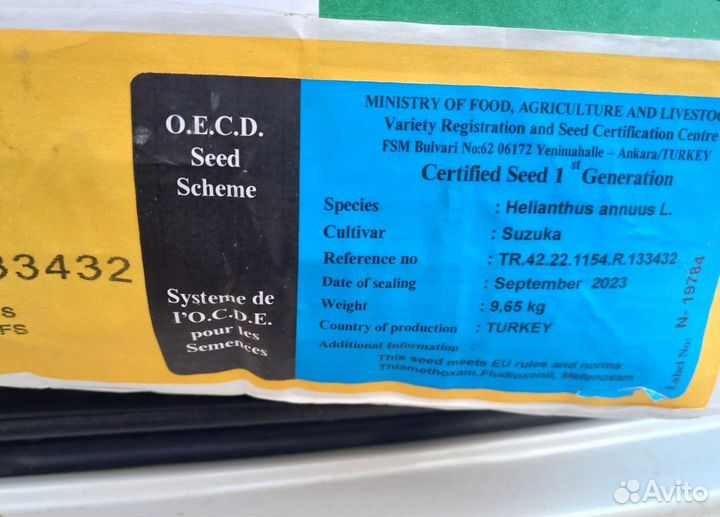 33432
S
FS
O.E.C.D.
Seed
Scheme
Systeme de
l'O.C.D.E.
pour les
Semences
MINISTRY OF FOOD, AGRICULTURE AND LIVESTOC
Variety Registration and Seed Certification Centre
FSM Bulvari No:62 06172 Yenimahalle – Ankara/TURKEY
Certified Seed 1 st Generation
Species : Helianthus annuus L.
Cultivar : Suzuka
Reference no : TR.42.22.1154.R.133432
Date of sealing : September 2023
Weight : 9,65 kg
Country of production : TURKEY
Additional Information :
This seed meets EU rules and norms
Thiamethoxam, Fludioxonil, Mefenoxam
Label No: N- 19784
Avito